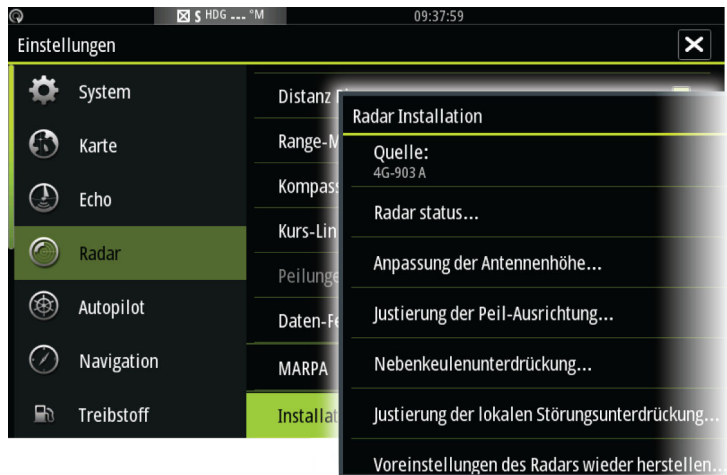 S HDG --- °M 09:37:59
Einstellungen
System
Karte
Echo
Radar
Autopilot
Navigation
Treibstoff
Distanz
Range-M
Kompass
Kurs-Lin
Peilunge
Daten-Fe
MARPA
Installat
Radar Installation
Quelle:
4G-903 A
Radar status...
Anpassung der Antennenhöhe...
Justierung der Peil-Ausrichtung...
Nebenkeulenunterdrückung...
Justierung der lokalen Störungsunterdrückung...
Voreinstellungen des Radars wieder herstellen...